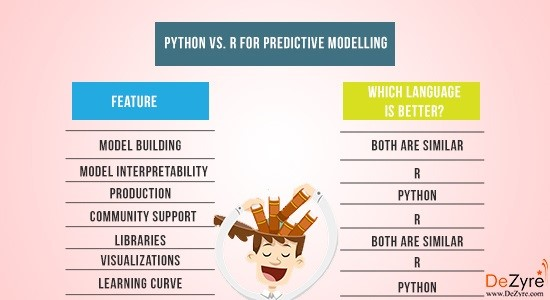 PYTHON VS. R FOR PREDICTIVE MODELLING
FEATURE
WHICH LANGUAGE
IS BETTER?
MODEL BUILDING
BOTH ARE SIMILAR
MODEL INTERPRETABILITY
R
PRODUCTION
PYTHON
COMMUNITY SUPPORT
R
LIBRARIES
BOTH ARE SIMILAR
VISUALIZATIONS
R
LEARNING CURVE
PYTHON
DeZyre
www.DeZyre.com